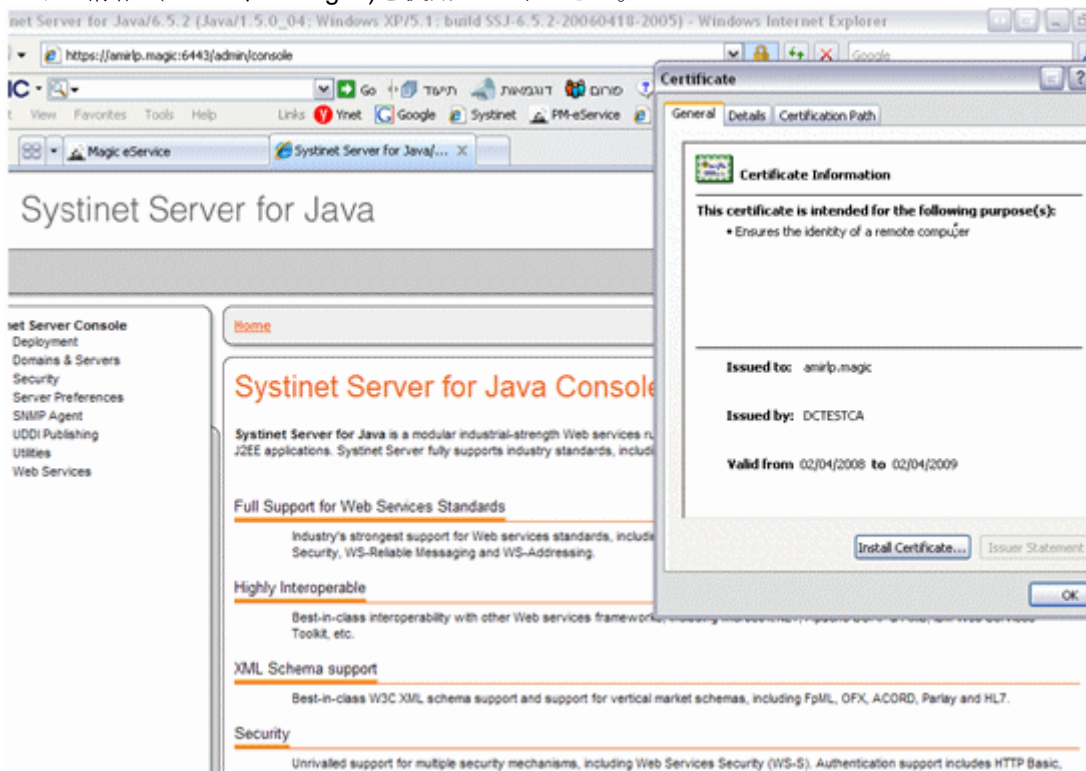 net Server for Java/6.5.2 (Java/1.5.0_04; Windows XP/5.1; build SSJ-6.5.2-20060418-2005) - Windows Internet Explorer
https://amirlp.magic:6443/admin/console
Google
IC
Go
תיעוד
דוגמאות
פורום
View Favorites Tools Help
Links Ynet Google Systinet PM-eService
Magic eService
Systinet Server for Java/... X
Systinet Server for Java
net Server Console
Deployment
Domains & Servers
Security
Server Preferences
SNMP Agent
UDDI Publishing
Utilities
Web Services
Home
Systinet Server for Java Console
Systinet Server for Java is a modular industrial-strength Web services
J2EE applications. Systinet Server fully supports industry standards,
Full Support for Web Services Standards
Industry's strongest support for Web services standards,
Security, WS-Reliable Messaging and WS-Addressing.
Highly Interoperable
Best-in-class interoperability with other Web services
Toolkit, etc.
XML Schema support
Best-in-class W3C XML schema support and support for vertical market schemas, including FpML, OFX, ACORD, Parlay and HL7.
Security
Unrivalled support for multiple security mechanisms, including Web Services Security (WS-S). Authentication support includes HTTP Basic,
Certificate
General Details Certification Path
Certificate Information
This certificate is intended for the following purpose(s):
• Ensures the identity of a remote computer
Issued to: amirlp.magic
Issued by: DCTESTCA
Valid from 02/04/2008 to 02/04/2009
Install Certificate.... Issuer Statement
OK